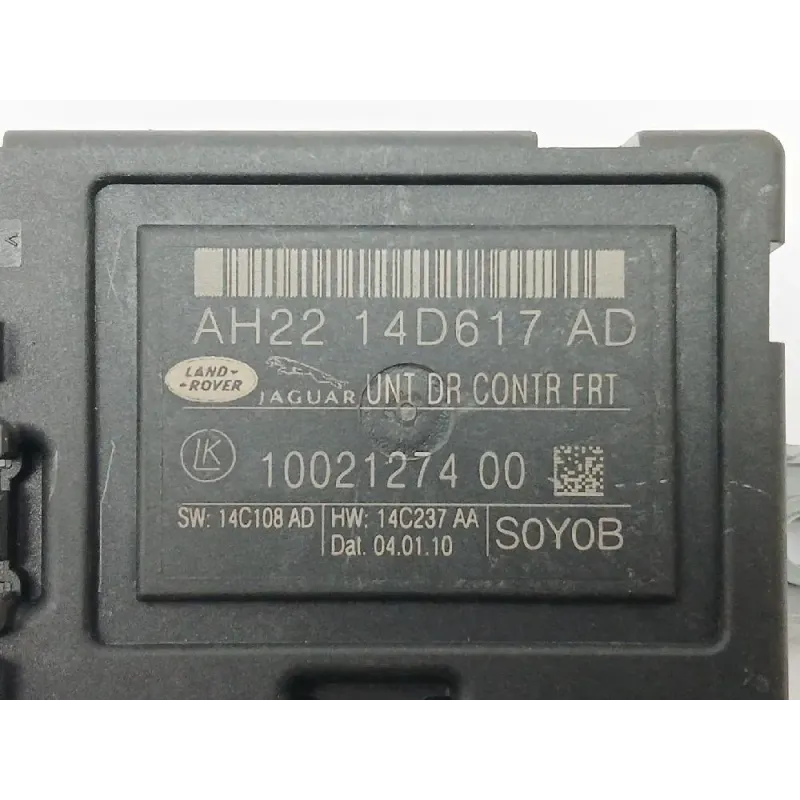 AH22 14D617 AD
LAND-
-ROVER
JAGUAR UNT DR CONTR FRT
LK 10021274 00
SW: 14C108 AD HW: 14C237 AA
Dat. 04.01.10 S0Y0B